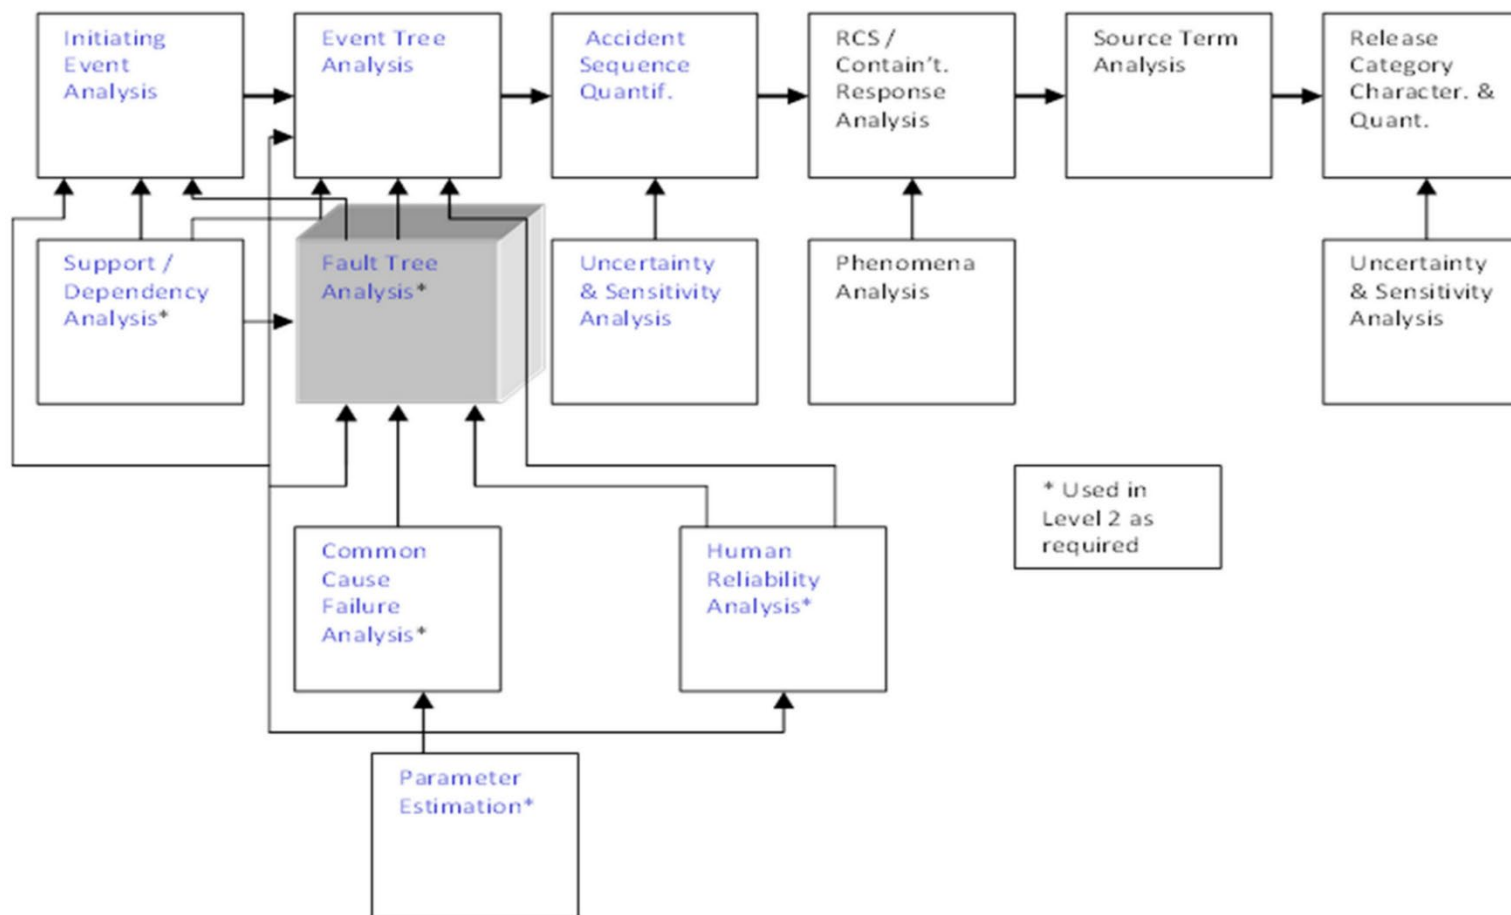 Initiating
Event
Analysis
Event Tree
Analysis
Accident
Sequence
Quantif.
RCS /
Contain't.
Response
Analysis
Source Term
Analysis
Release
Category
Character. &
Quant.
Support /
Dependency
Analysis*
Fault Tree
Analysis*
Uncertainty
& Sensitivity
Analysis
Phenomena
Analysis
Uncertainty
& Sensitivity
Analysis
* Used in
Level 2 as
required
Common
Cause
Failure
Analysis*
Human
Reliability
Analysis*
Parameter
Estimation*